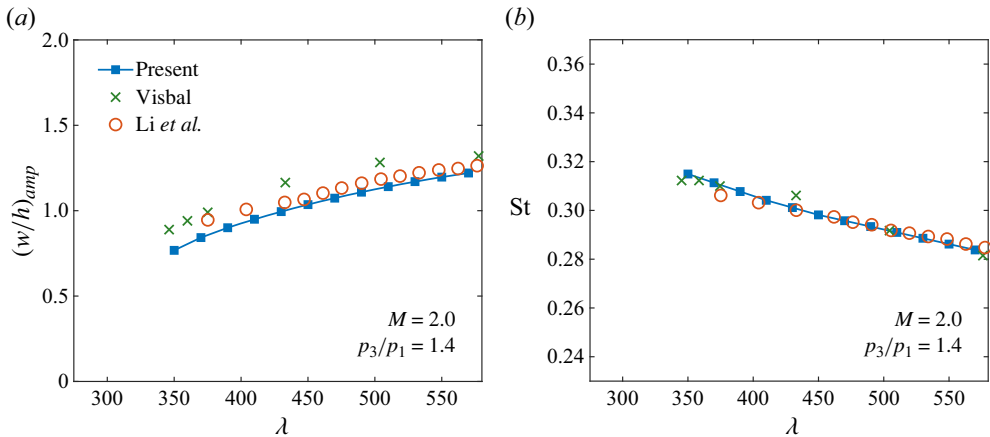 (a)
2.0
1.5
1.0
0.5
0
(w/h)amp
Present
Visbal
Li et al.
M = 2.0
p3/p1 = 1.4
300 350 400 450 500 550
λ
(b)
0.36
0.34
0.32
0.30
0.28
0.26
0.24
St
M = 2.0
p3/p1 = 1.4
300 350 400 450 500 550
λ